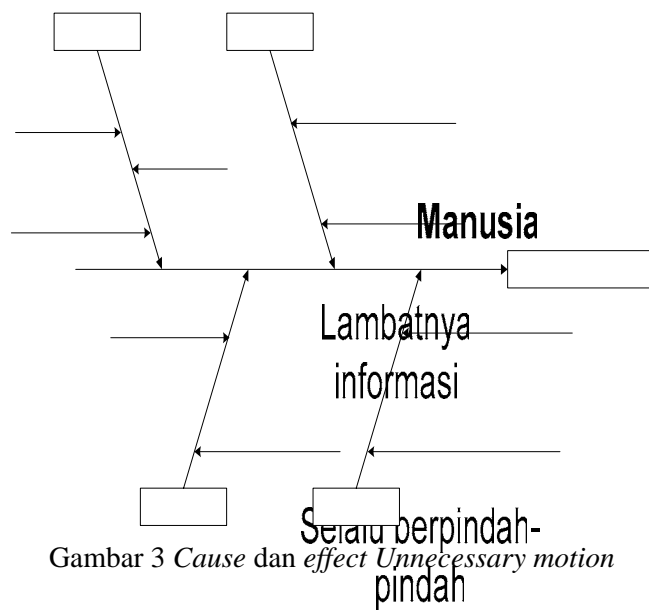 Manusia
Lambatnya
informasi
Selalu berpindah-
Gambar 3 Cause dan effect Unnecessary motion
pindah